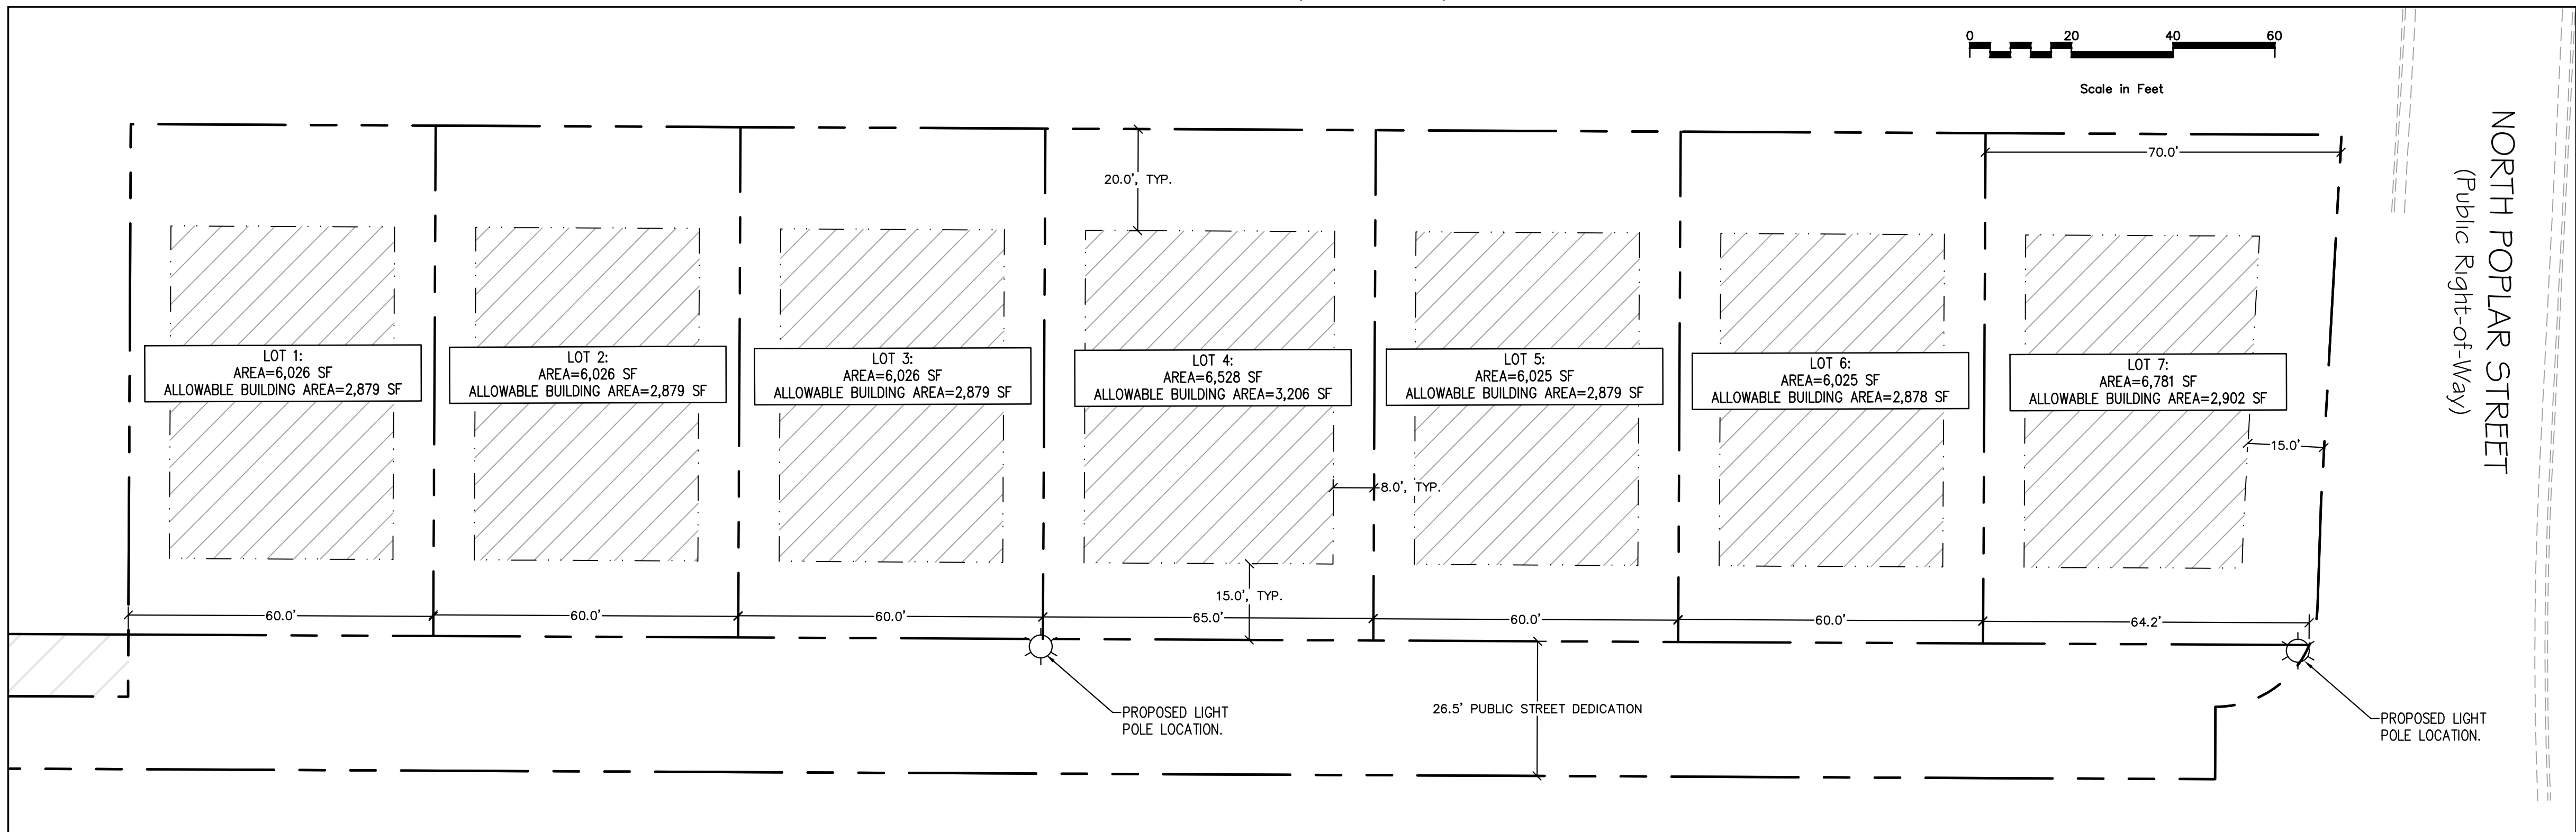 0 20 40 60
Scale in Feet
NORTH POPLAR STREET
(Public Right-of-Way)
70.0'
20.0', TYP.
LOT 1:
AREA=6,026 SF
ALLOWABLE BUILDING AREA=2,879 SF
LOT 2:
AREA=6,026 SF
ALLOWABLE BUILDING AREA=2,879 SF
LOT 3:
AREA=6,026 SF
ALLOWABLE BUILDING AREA=2,879 SF
LOT 4:
AREA=6,528 SF
ALLOWABLE BUILDING AREA=3,206 SF
LOT 5:
AREA=6,025 SF
ALLOWABLE BUILDING AREA=2,879 SF
LOT 6:
AREA=6,025 SF
ALLOWABLE BUILDING AREA=2,878 SF
LOT 7:
AREA=6,781 SF
ALLOWABLE BUILDING AREA=2,902 SF
15.0'
8.0', TYP.
15.0', TYP.
60.0' 60.0' 60.0' 65.0' 60.0' 60.0' 64.2'
26.5' PUBLIC STREET DEDICATION
PROPOSED LIGHT
POLE LOCATION.
PROPOSED LIGHT
POLE LOCATION.